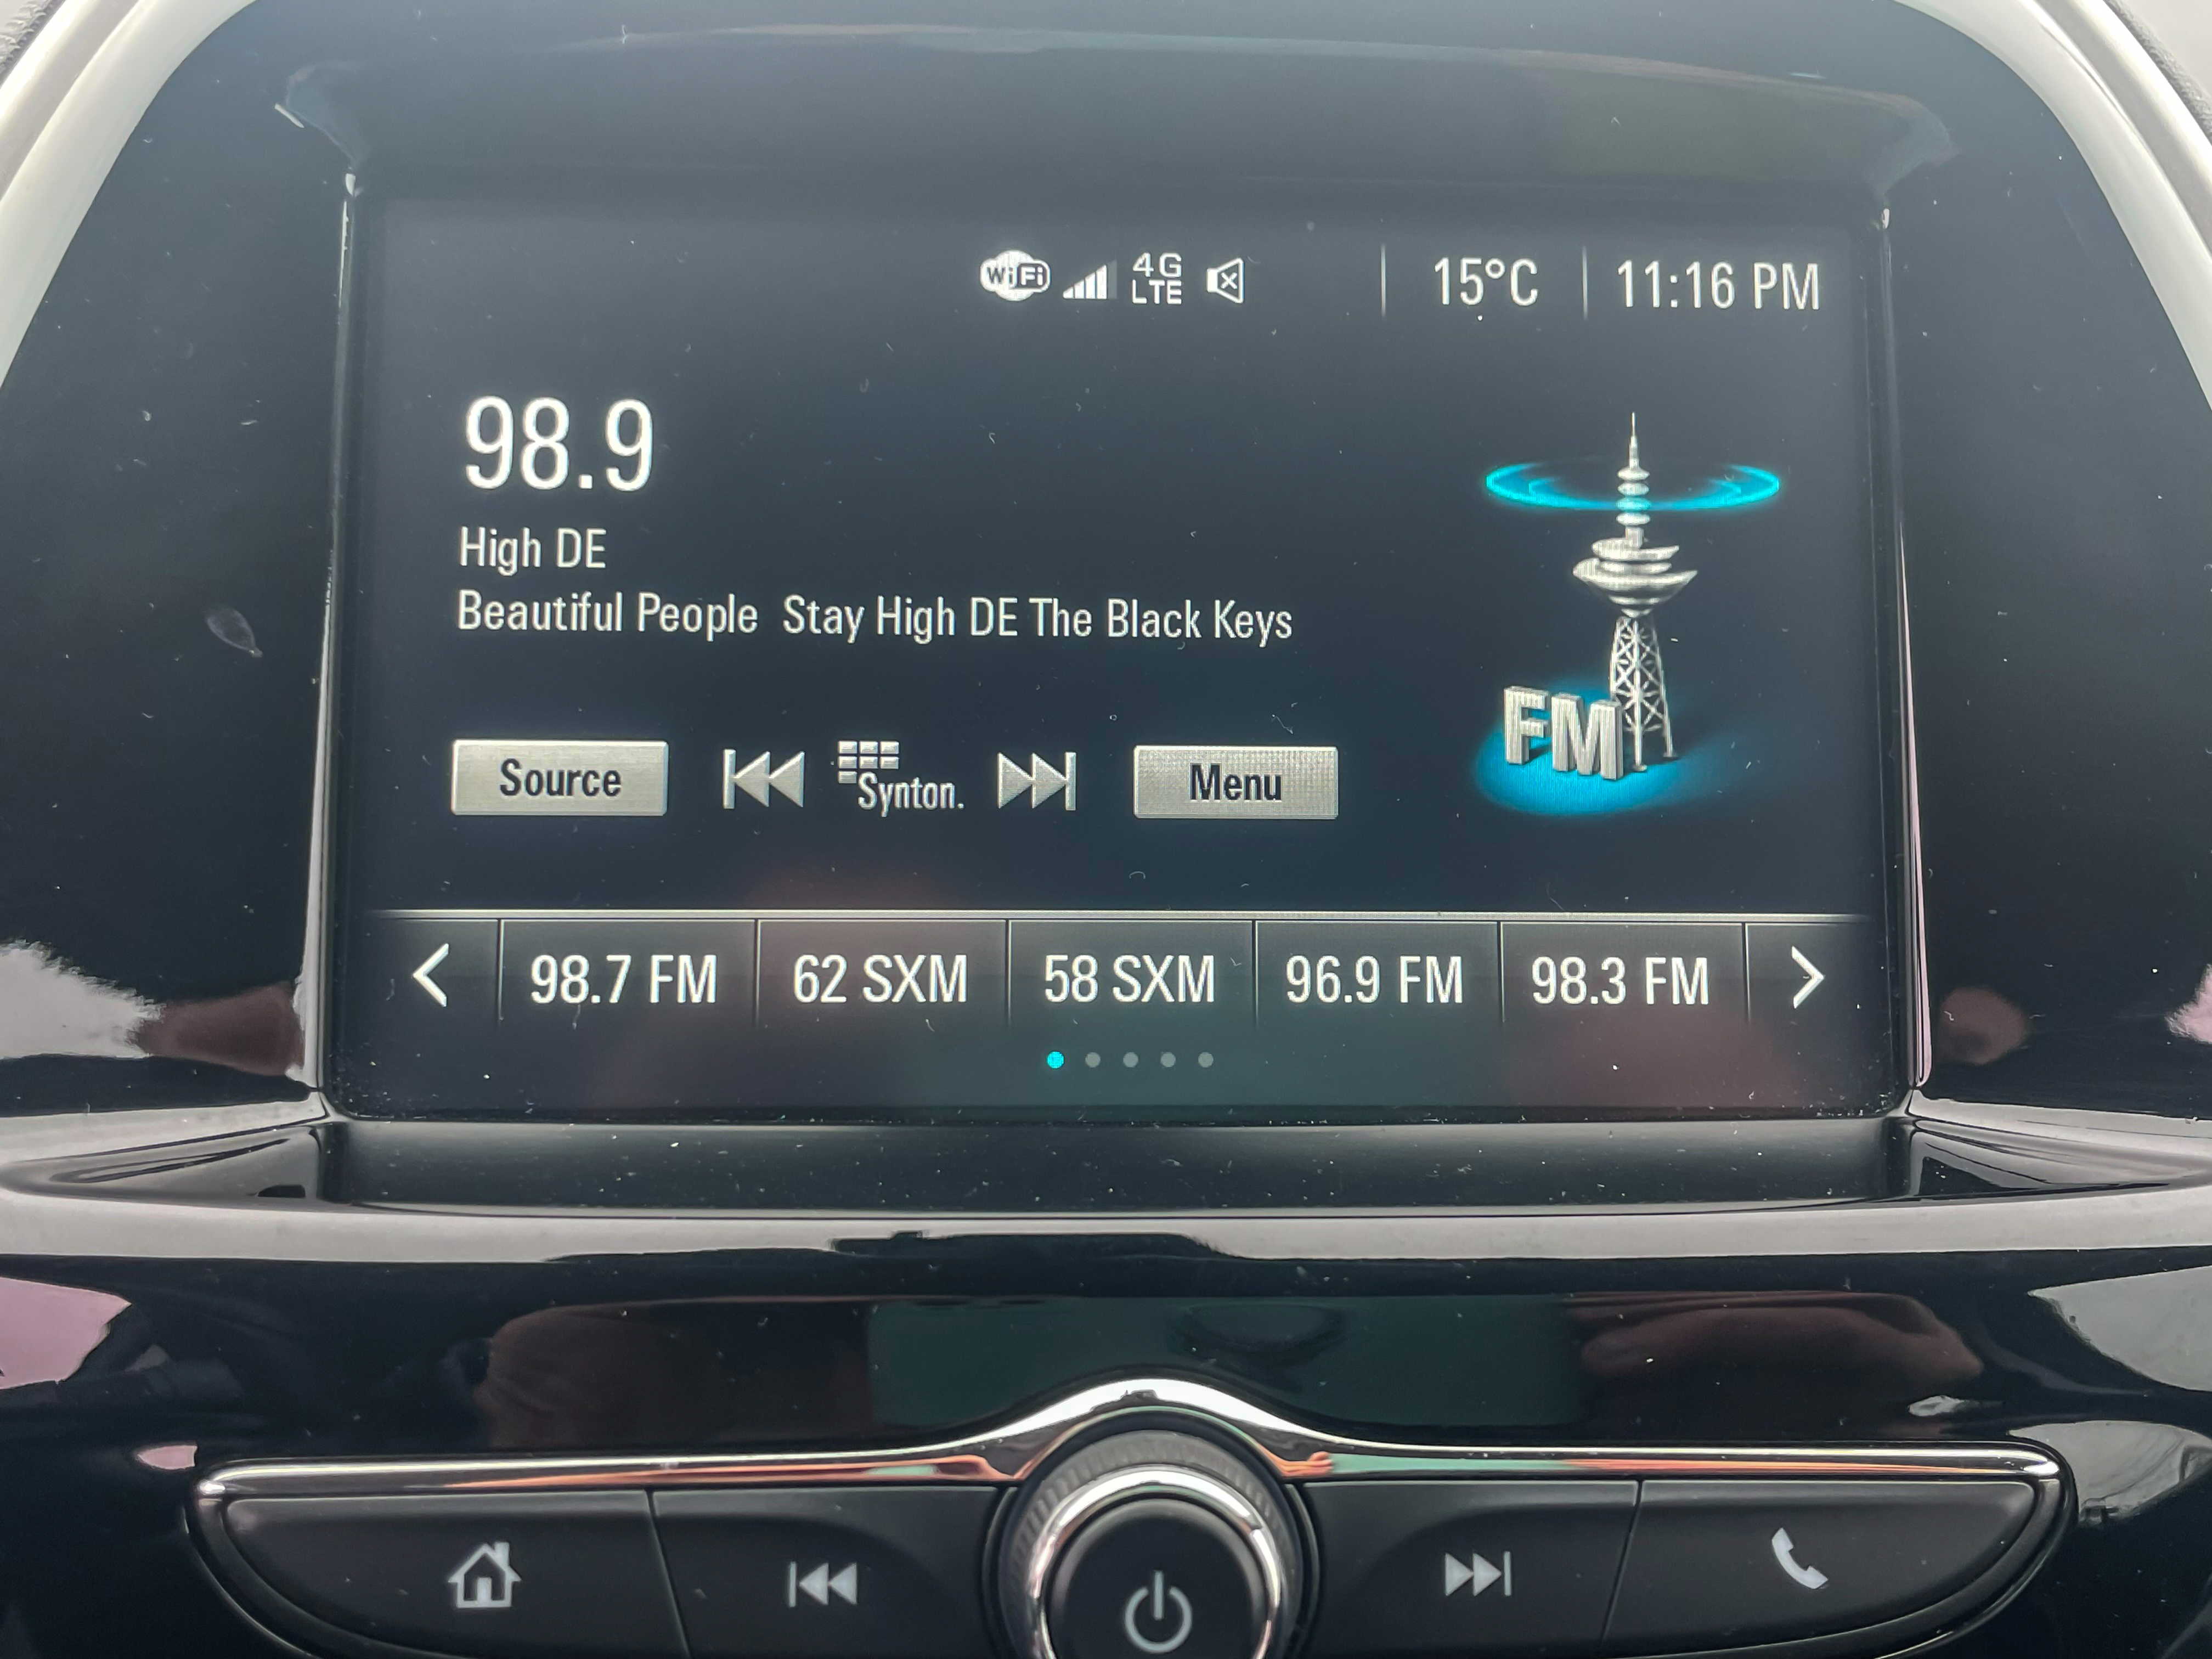 WiFi 4G LTE 15°C 11:16 PM
98.9
High DE
Beautiful People Stay High DE The Black Keys
Source Synton. Menu
FM
98.7 FM 62 SXM 58 SXM 96.9 FM 98.3 FM